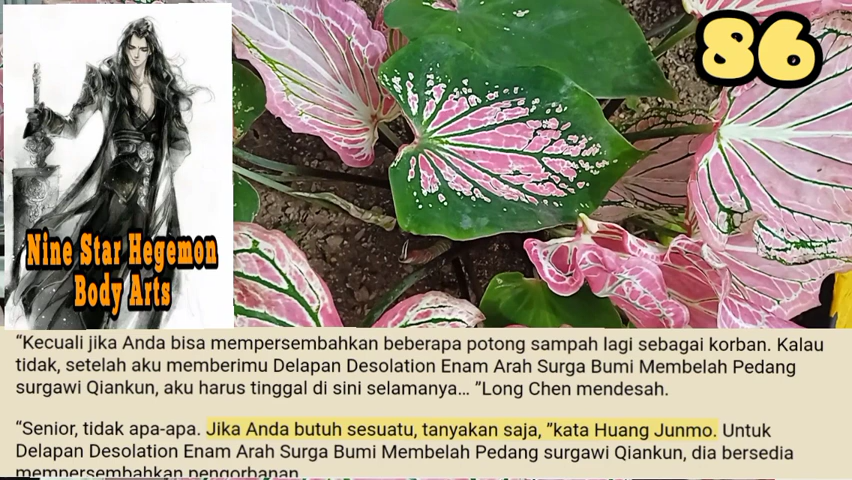 86
Nine Star Hegemon
Body Arts
“Kecuali jika Anda bisa mempersembahkan beberapa potong sampah lagi sebagai korban. Kalau
tidak, setelah aku memberimu Delapan Desolation Enam Arah Surga Bumi Membelah Pedang
surgawi Qiankun, aku harus tinggal di sini selamanya… ”Long Chen mendesah.
“Senior, tidak apa-apa. Jika Anda butuh sesuatu, tanyakan saja, ”kata Huang Junmo. Untuk
Delapan Desolation Enam Arah Surga Bumi Membelah Pedang surgawi Qiankun, dia bersedia
mempersembahkan pengorbanan